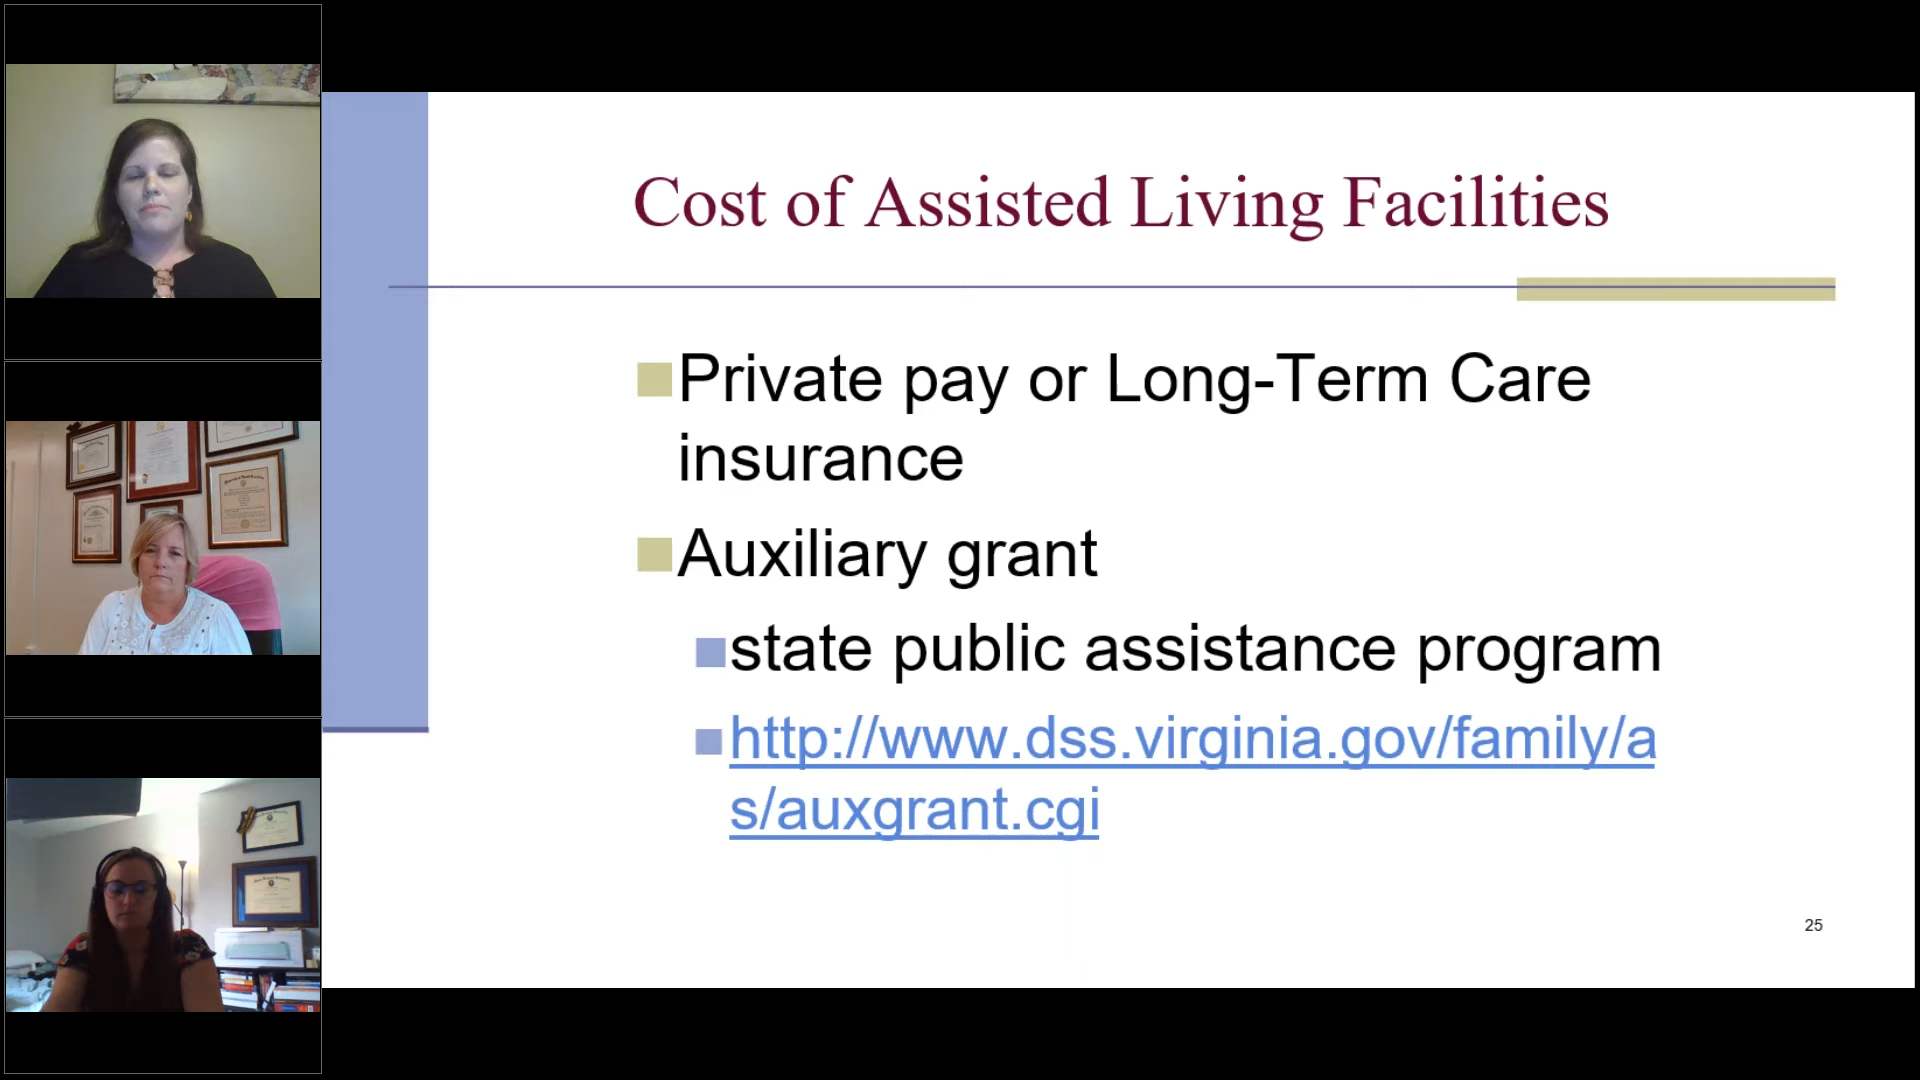 Cost of Assisted Living Facilities
Private pay or Long-Term Care
insurance
Auxiliary grant
state public assistance program
http://www.dss.virginia.gov/family/a
s/auxgrant.cgi
25